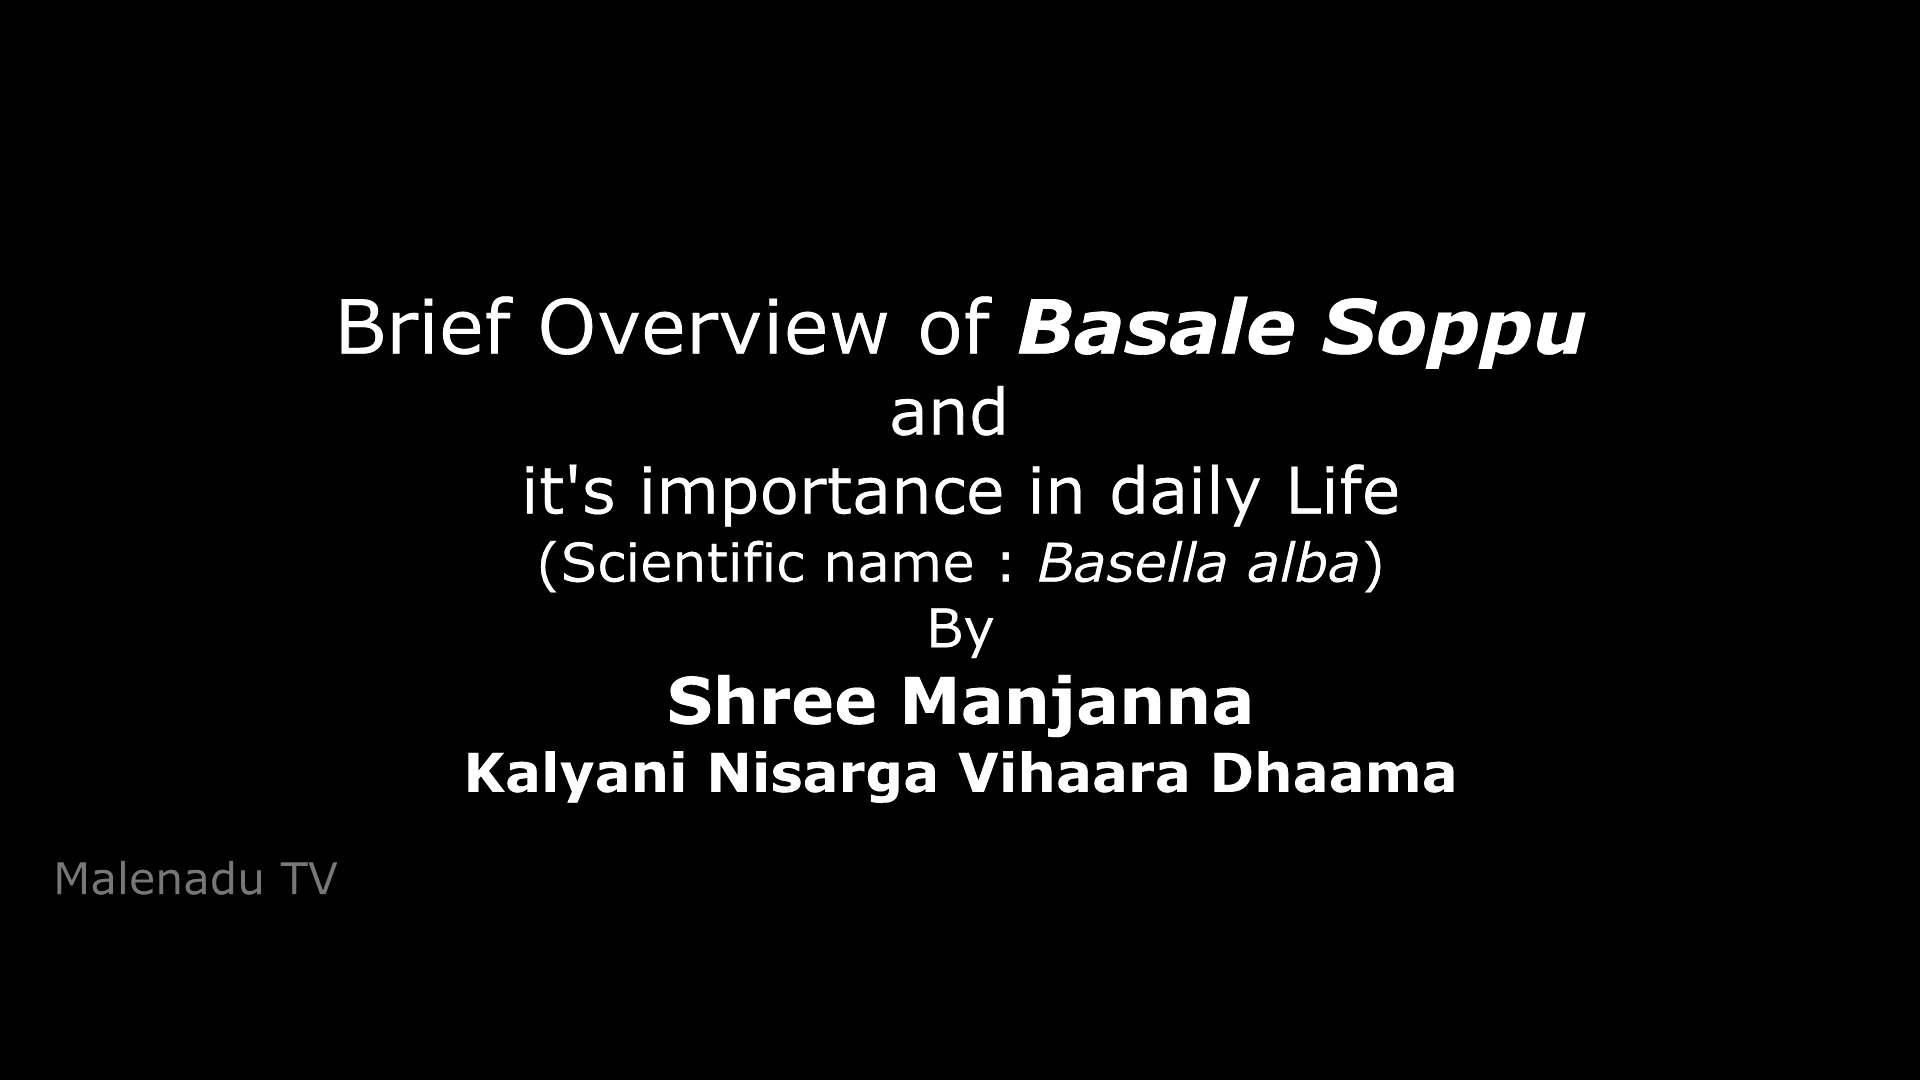 Brief Overview of Basale Soppu
and
it's importance in daily Life
(Scientific name : Basella alba)
By
Shree Manjanna
Kalyani Nisarga Vihaara Dhaama
Malenadu TV